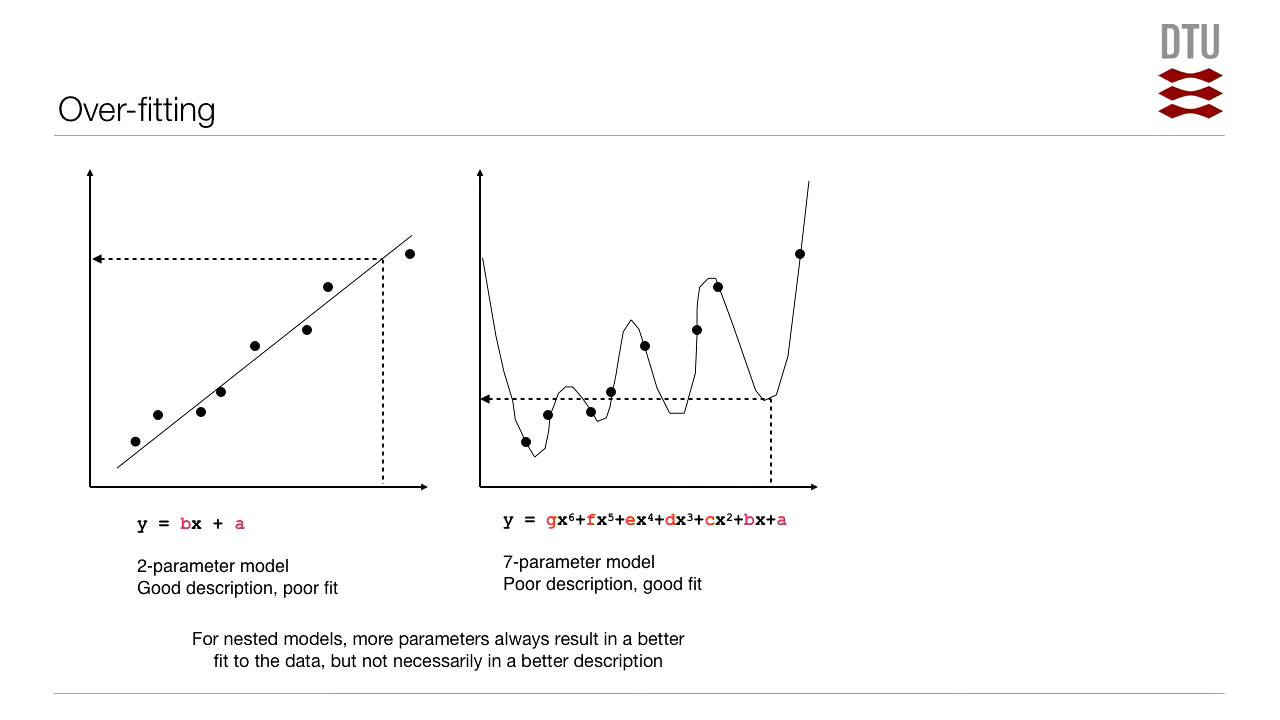 DTU
Over-fitting
y = bx + a
2-parameter model
Good description, poor fit
y = gx⁶+fx⁵+ex⁴+dx³+cx²+bx+a
7-parameter model
Poor description, good fit
For nested models, more parameters always result in a better
fit to the data, but not necessarily in a better description